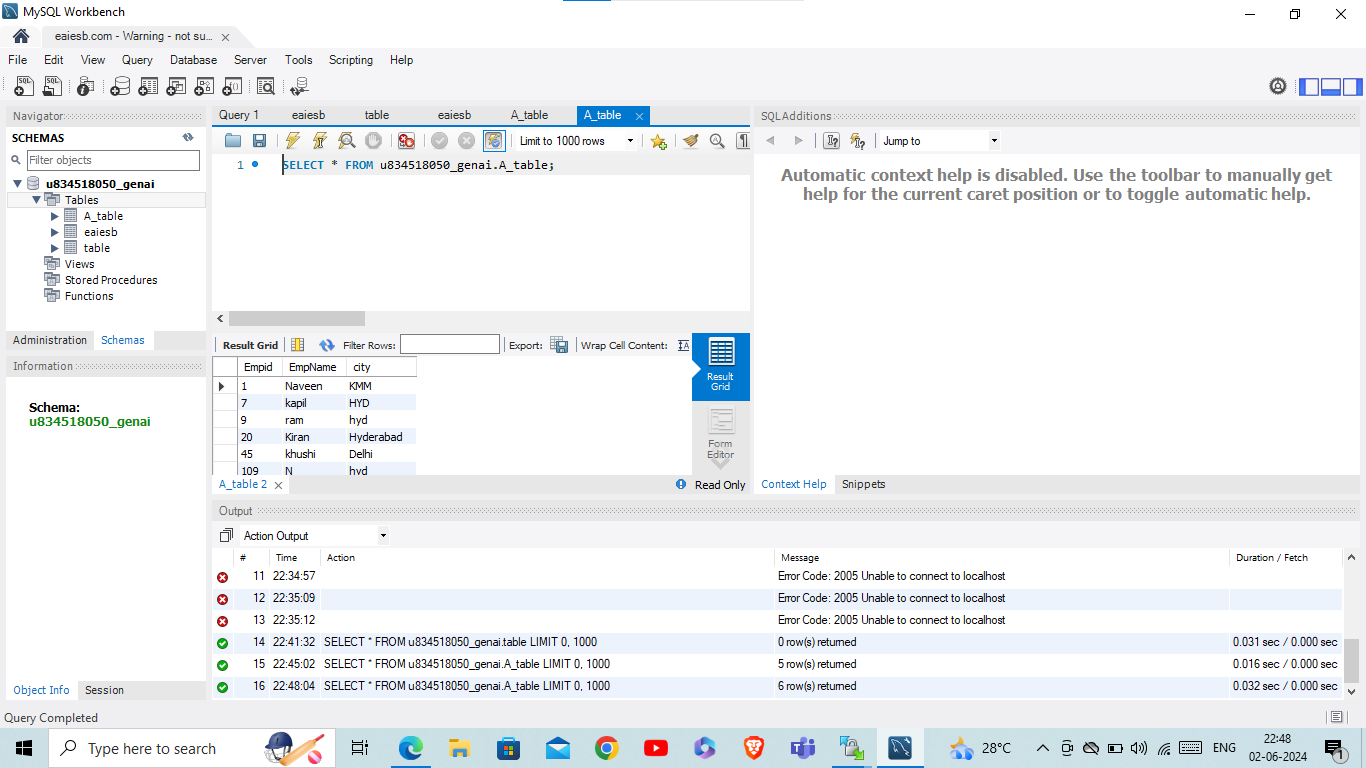 MySQL Workbench
eaiesb.com - Warning - not su...
File Edit View Query Database Server Tools Scripting Help
Navigator
SCHEMAS
Filter objects
u834518050_genai
Tables
A_table
eaiesb
table
Views
Stored Procedures
Functions
Administration Schemas
Information
Schema:
u834518050_genai
Object Info Session
Query 1 eaiesb table eaiesb A_table A_table
Limit to 1000 rows
1 SELECT * FROM u834518050_genai.A_table;
Result Grid Filter Rows: Export: Wrap Cell Content:
Empid EmpName city
1 Naveen KMM
7 kapil HYD
9 ram hyd
20 Kiran Hyderabad
45 khushi Delhi
109 N hyd
Result
Grid
Form
Editor
A_table 2 Read Only
SQLAdditions
Jump to
Automatic context help is disabled. Use the toolbar to manually get
help for the current caret position or to toggle automatic help.
Context Help Snippets
Output
Action Output
# Time Action Message Duration / Fetch
11 22:34:57 Error Code: 2005 Unable to connect to localhost
12 22:35:09 Error Code: 2005 Unable to connect to localhost
13 22:35:12 Error Code: 2005 Unable to connect to localhost
14 22:41:32 SELECT * FROM u834518050_genai.table LIMIT 0, 1000 0 row(s) returned 0.031 sec / 0.000 sec
15 22:45:02 SELECT * FROM u834518050_genai.A_table LIMIT 0, 1000 5 row(s) returned 0.016 sec / 0.000 sec
16 22:48:04 SELECT * FROM u834518050_genai.A_table LIMIT 0, 1000 6 row(s) returned 0.032 sec / 0.000 sec
Query Completed
Type here to search
28°C
ENG
22:48
02-06-2024
1